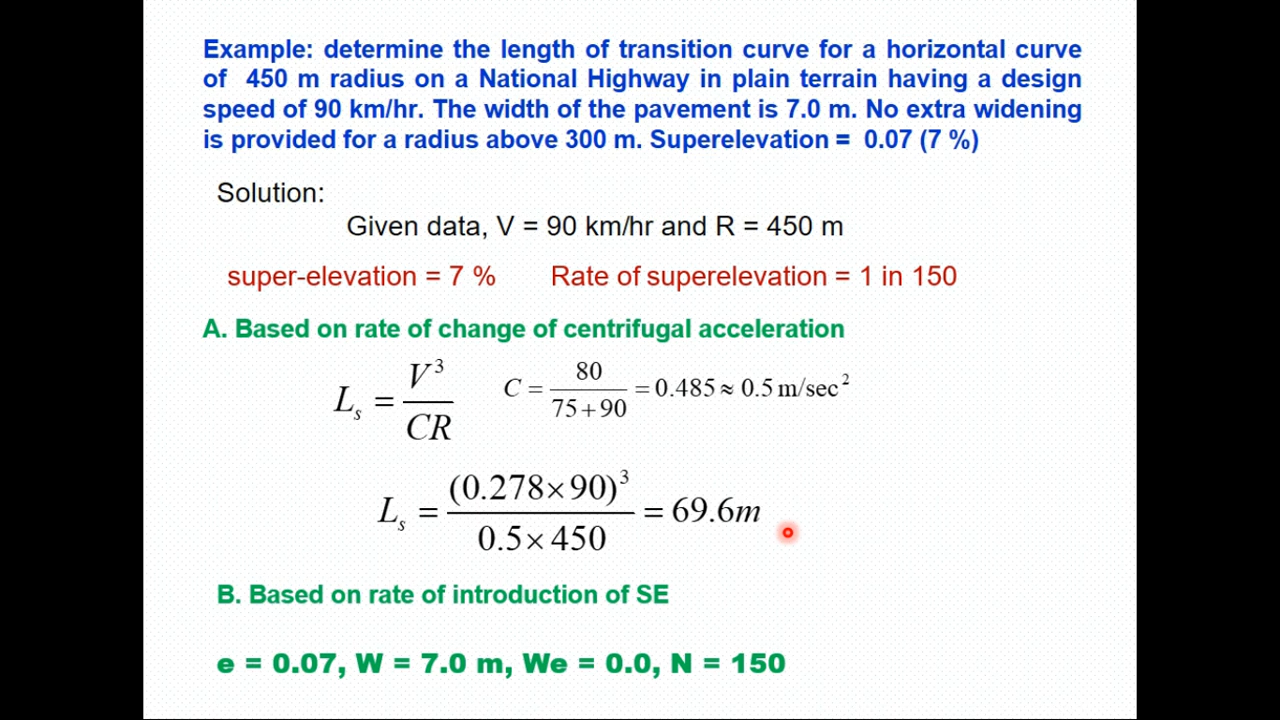 Example: determine the length of transition curve for a horizontal curve
of 450 m radius on a National Highway in plain terrain having a design
speed of 90 km/hr. The width of the pavement is 7.0 m. No extra widening
is provided for a radius above 300 m. Superelevation = 0.07 (7 %)
Solution:
Given data, V = 90 km/hr and R = 450 m
super-elevation = 7 % Rate of superelevation = 1 in 150
A. Based on rate of change of centrifugal acceleration
L_s = V^3 / CR C = 80 / (75+90) = 0.485 ≈ 0.5 m/sec^2
L_s = (0.278×90)^3 / 0.5×450 = 69.6m
B. Based on rate of introduction of SE
e = 0.07, W = 7.0 m, We = 0.0, N = 150